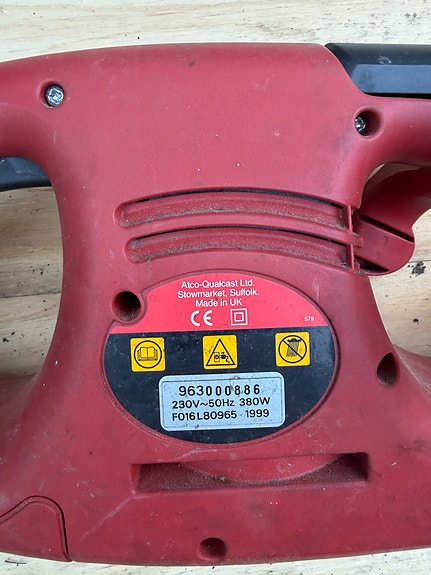 Atco-Qualcast Ltd.
Stowmarket, Suffolk.
Made in UK
CE
579
963000886
230V~50Hz 380W
F016L80965 1999